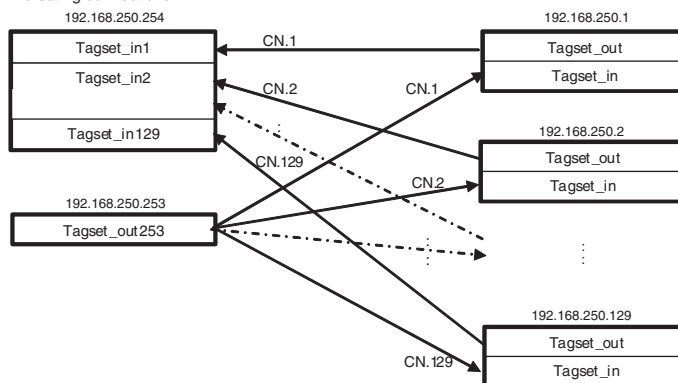 192.168.250.254
Tagset_in1
Tagset_in2
Tagset_in129
192.168.250.253
Tagset_out253
CN.1
CN.2
CN.129
CN.1
CN.2
CN.129
192.168.250.1
Tagset_out
Tagset_in
192.168.250.2
Tagset_out
Tagset_in
192.168.250.129
Tagset_out
Tagset_in